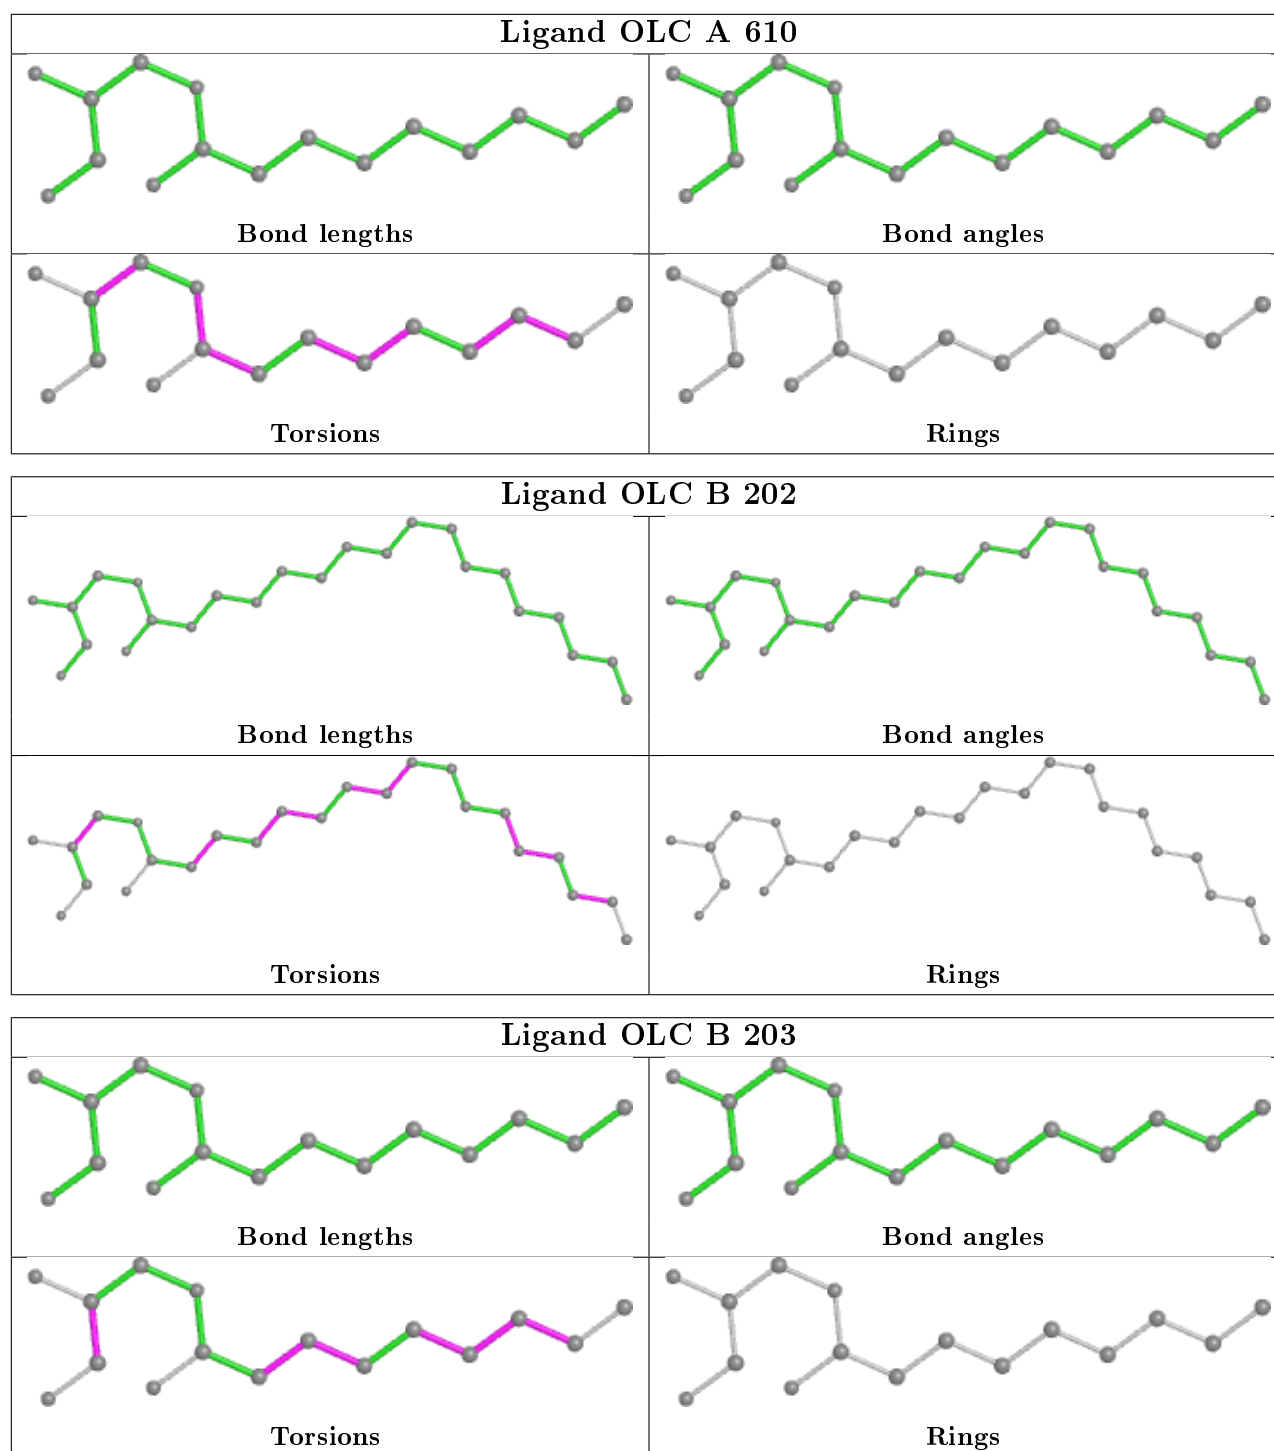 Ligand OLC A 610
Bond lengths
Bond angles
Torsions
Rings
Ligand OLC B 202
Bond lengths
Bond angles
Torsions
Rings
Ligand OLC B 203
Bond lengths
Bond angles
Torsions
Rings